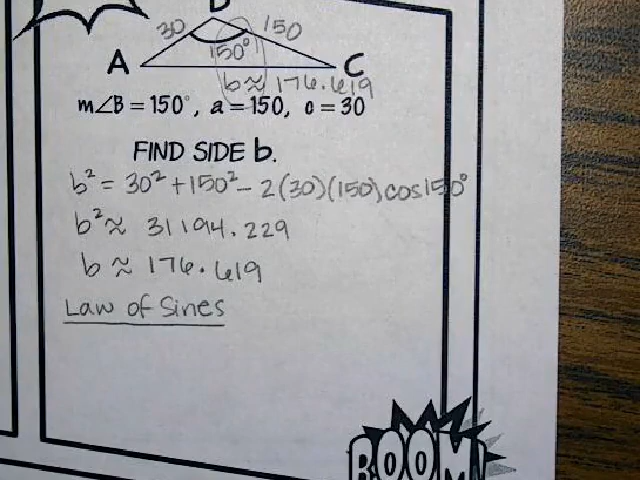 B
30
150
150°
A
C
b ≈ 176.619
m∠B = 150°, a = 150, c = 30
FIND SIDE b.
b² = 30² + 150² - 2(30)(150)cos150°
b² ≈ 31194.229
b ≈ 176.619
Law of Sines
BOOM!